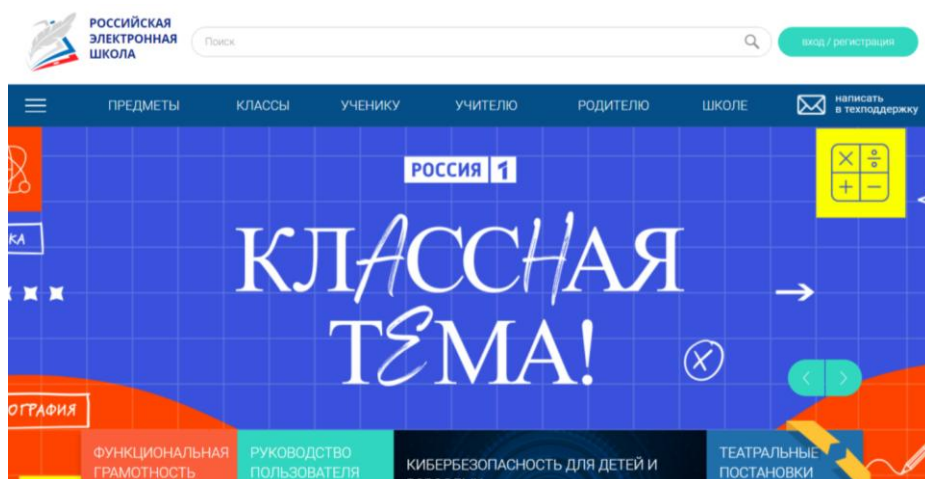 РОССИЙСКАЯ
ЭЛЕКТРОННАЯ
ШКОЛА
Поиск
вход / регистрация
ПРЕДМЕТЫ
КЛАССЫ
УЧЕНИКУ
УЧИТЕЛЮ
РОДИТЕЛЮ
ШКОЛЕ
написать
в техподдержку
РОССИЯ 1
КЛАССНАЯ
ТЕМА!
ФУНКЦИОНАЛЬНАЯ
ГРАМОТНОСТЬ
РУКОВОДСТВО
ПОЛЬЗОВАТЕЛЯ
КИБЕРБЕЗОПАСНОСТЬ ДЛЯ ДЕТЕЙ И
ТЕАТРАЛЬНЫЕ
ПОСТАНОВКИ